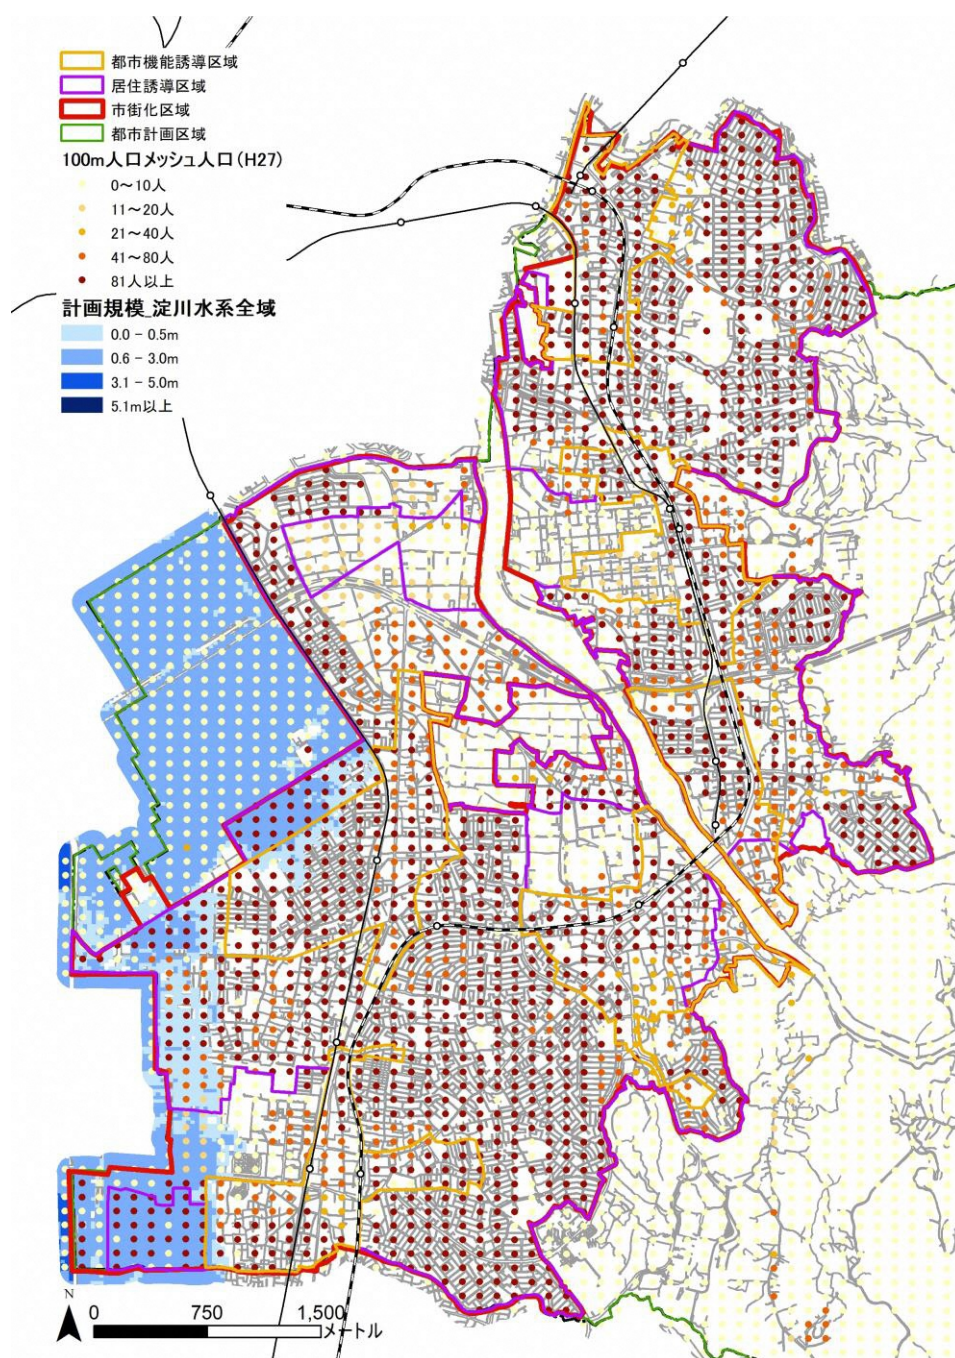 都市機能誘導区域
居住誘導区域
市街化区域
都市計画区域
100m人口メッシュ人口(H27)
0~10人
11~20人
21~40人
41~80人
81人以上
計画規模_淀川水系全域
0.0 - 0.5m
0.6 - 3.0m
3.1 - 5.0m
5.1m以上
N
0 750 1,500
メートル